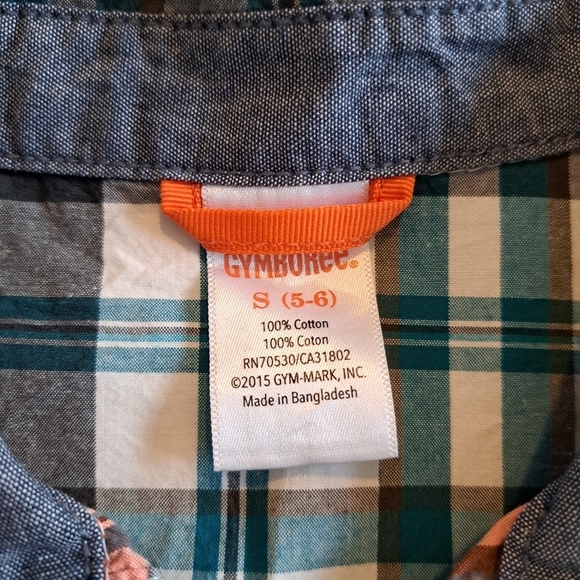 GYMBOREE®
S (5-6)
100% Cotton
100% Coton
RN70530/CA31802
©2015 GYM-MARK, INC.
Made in Bangladesh